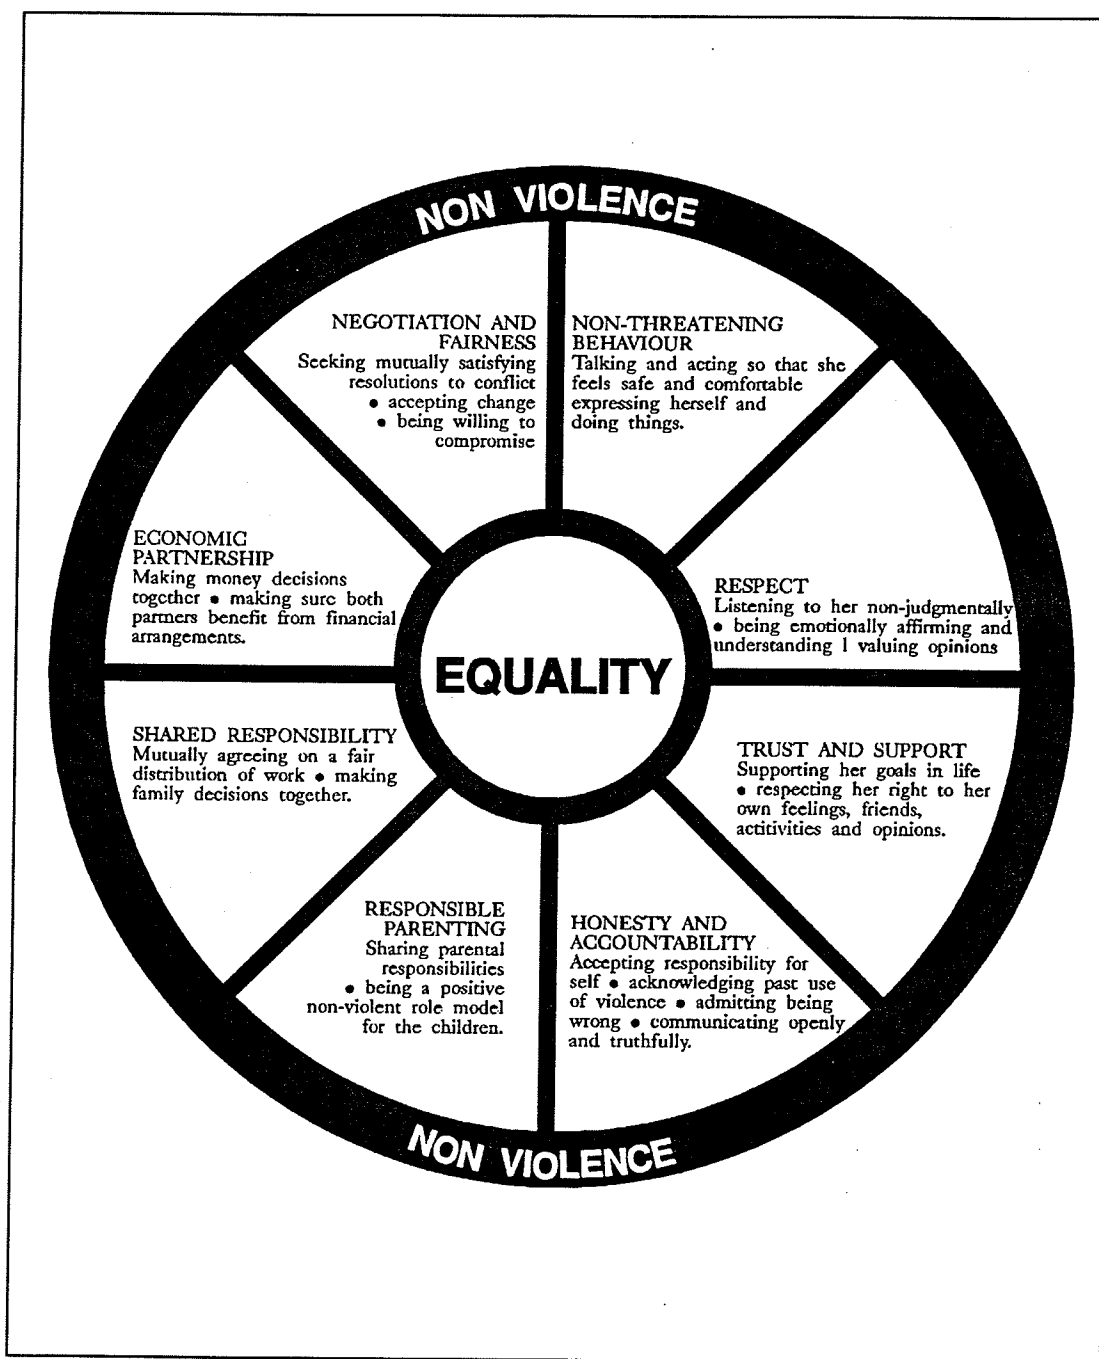 NON VIOLENCE
NEGOTIATION AND
FAIRNESS
Seeking mutually satisfying
resolutions to conflict
• accepting change
• being willing to
compromise
NON-THREATENING
BEHAVIOUR
Talking and acting so that she
feels safe and comfortable
expressing herself and
doing things.
ECONOMIC
PARTNERSHIP
Making money decisions
together • making sure both
partners benefit from financial
arrangements.
RESPECT
Listening to her non-judgmentally
• being emotionally affirming and
understanding l valuing opinions
EQUALITY
SHARED RESPONSIBILITY
Mutually agreeing on a fair
distribution of work • making
family decisions together.
TRUST AND SUPPORT
Supporting her goals in life
• respecting her right to her
own feelings, friends,
actitivities and opinions.
RESPONSIBLE
PARENTING
Sharing parental
responsibilities
• being a positive
non-violent role model
for the children.
HONESTY AND
ACCOUNTABILITY
Accepting responsibility for
self • acknowledging past use
of violence • admitting being
wrong • communicating openly
and truthfully.
NON VIOLENCE